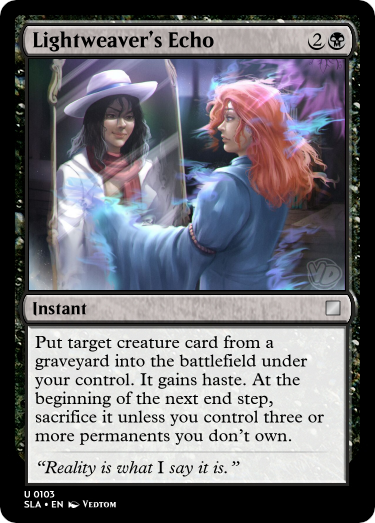 Lightweaver's Echo 2
VD
Instant
Put target creature card from a
graveyard into the battlefield under
your control. It gains haste. At the
beginning of the next end step,
sacrifice it unless you control three or
more permanents you don't own.
"Reality is what I say it is."
U 0103
SLA • EN Vedtom